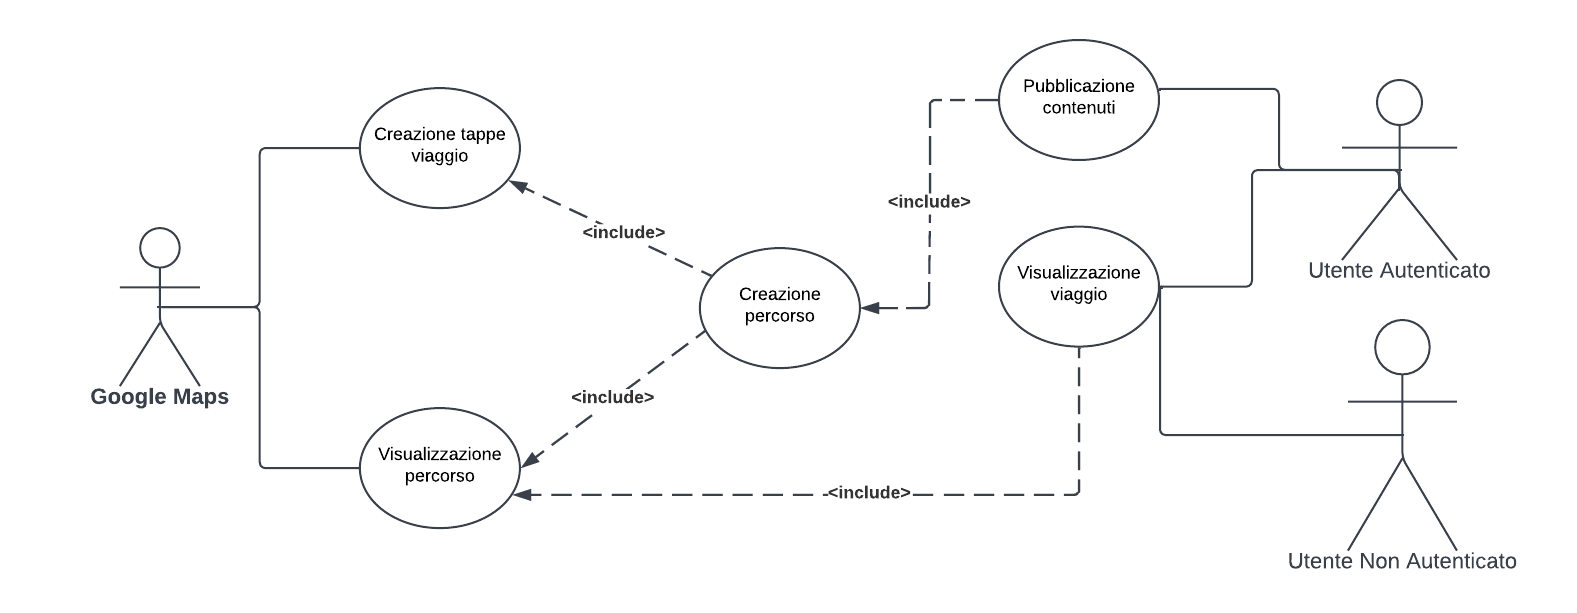 Pubblicazione
contenuti
Creazione tappe
viaggio
<include>
<include>
Utente Autenticato
Visualizzazione
viaggio
Creazione
percorso
Google Maps
<include>
Visualizzazione
percorso
<include>
Utente Non Autenticato